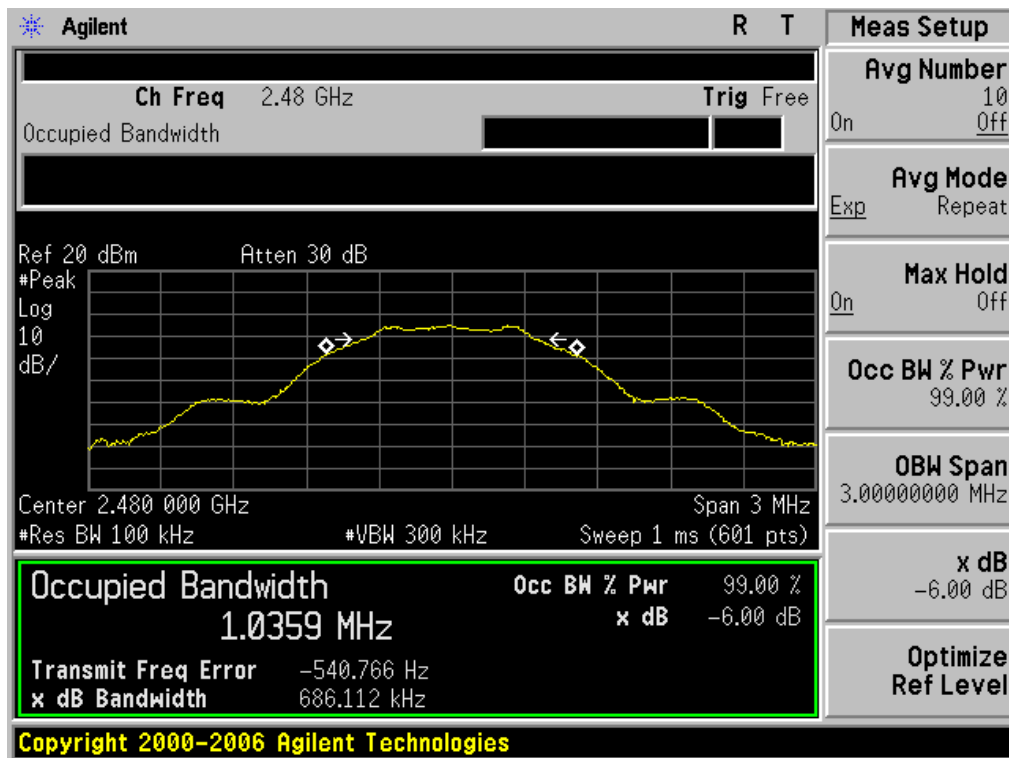 Agilent R T
Ch Freq 2.48 GHz Trig Free
Occupied Bandwidth
Ref 20 dBm Atten 30 dB
#Peak
Log
10
dB/
Center 2.480 000 GHz Span 3 MHz
#Res BW 100 kHz #VBW 300 kHz Sweep 1 ms (601 pts)
Occupied Bandwidth Occ BW % Pwr 99.00 %
1.0359 MHz x dB -6.00 dB
Transmit Freq Error -540.766 Hz
x dB Bandwidth 686.112 kHz
Copyright 2000-2006 Agilent Technologies
Meas Setup
Avg Number
10
On Off
Avg Mode
Exp Repeat
Max Hold
On Off
Occ BW % Pwr
99.00 %
OBW Span
3.00000000 MHz
x dB
-6.00 dB
Optimize
Ref Level